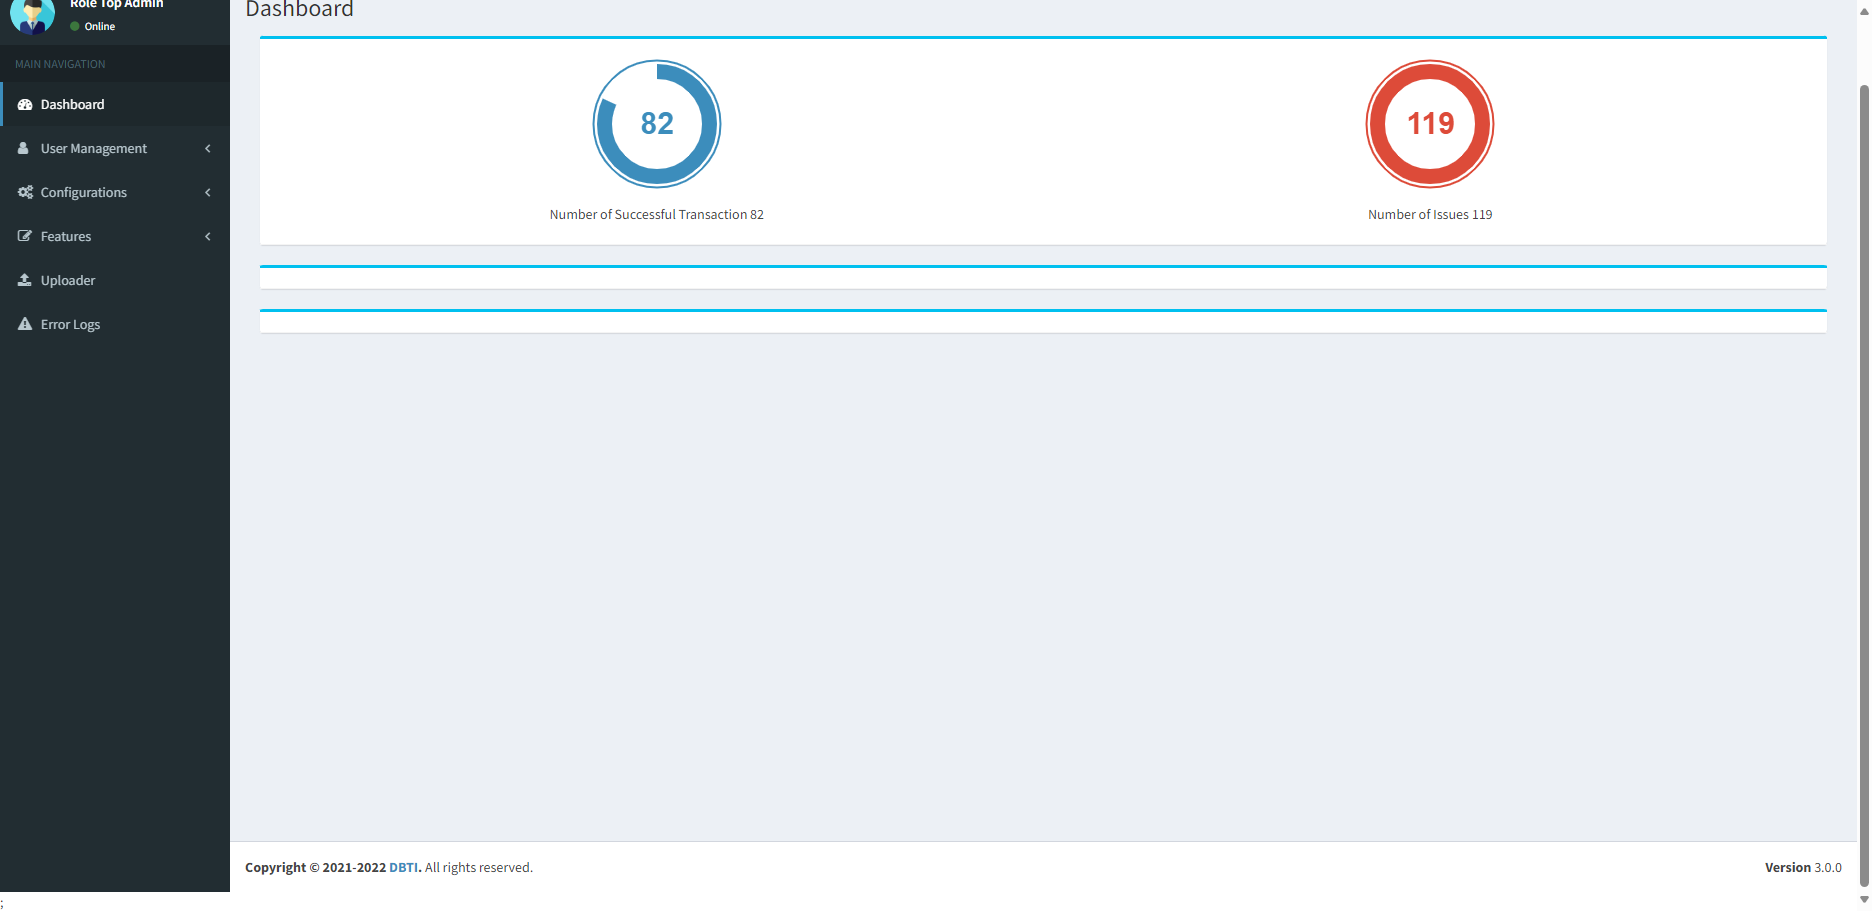 Role Top Admin
Online
MAIN NAVIGATION
Dashboard
User Management
Configurations
Features
Uploader
Error Logs
Dashboard
82
Number of Successful Transaction 82
119
Number of Issues 119
Copyright © 2021-2022 DBTI. All rights reserved.
Version 3.0.0
;